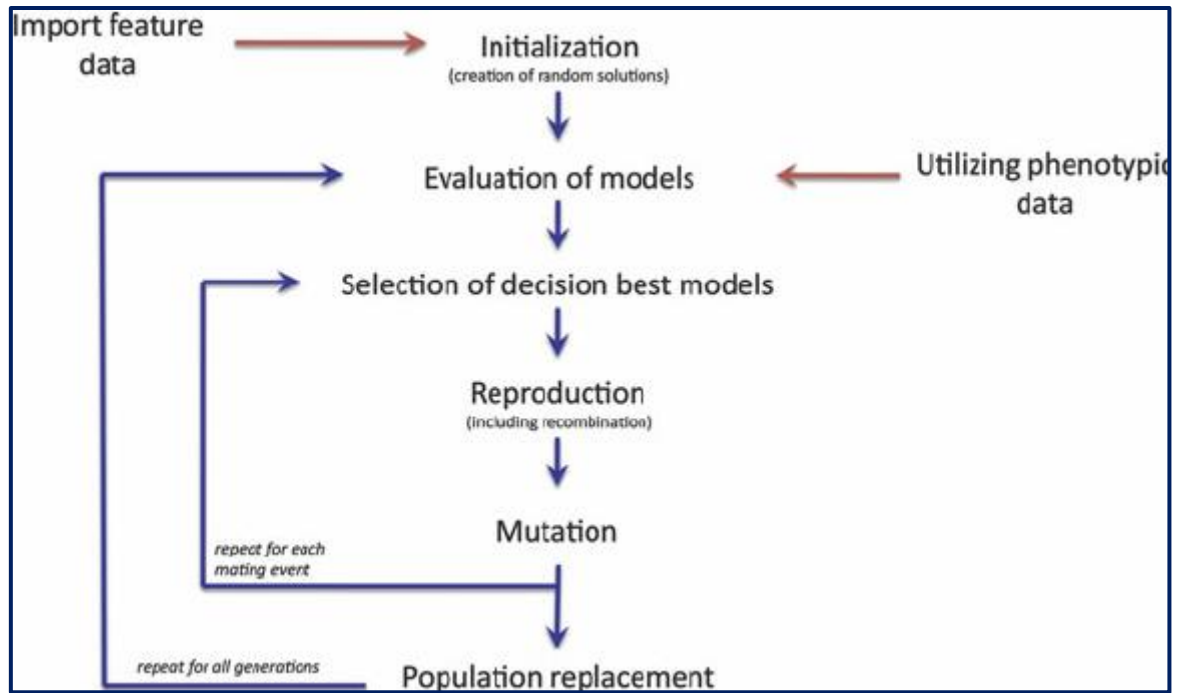 Import feature
data
Initialization
(creation of random solutions)
Evaluation of models
Utilizing phenotypic
data
Selection of decision best models
Reproduction
(including recombination)
Mutation
repect for each
mating event
repeat for all generations
Population replacement